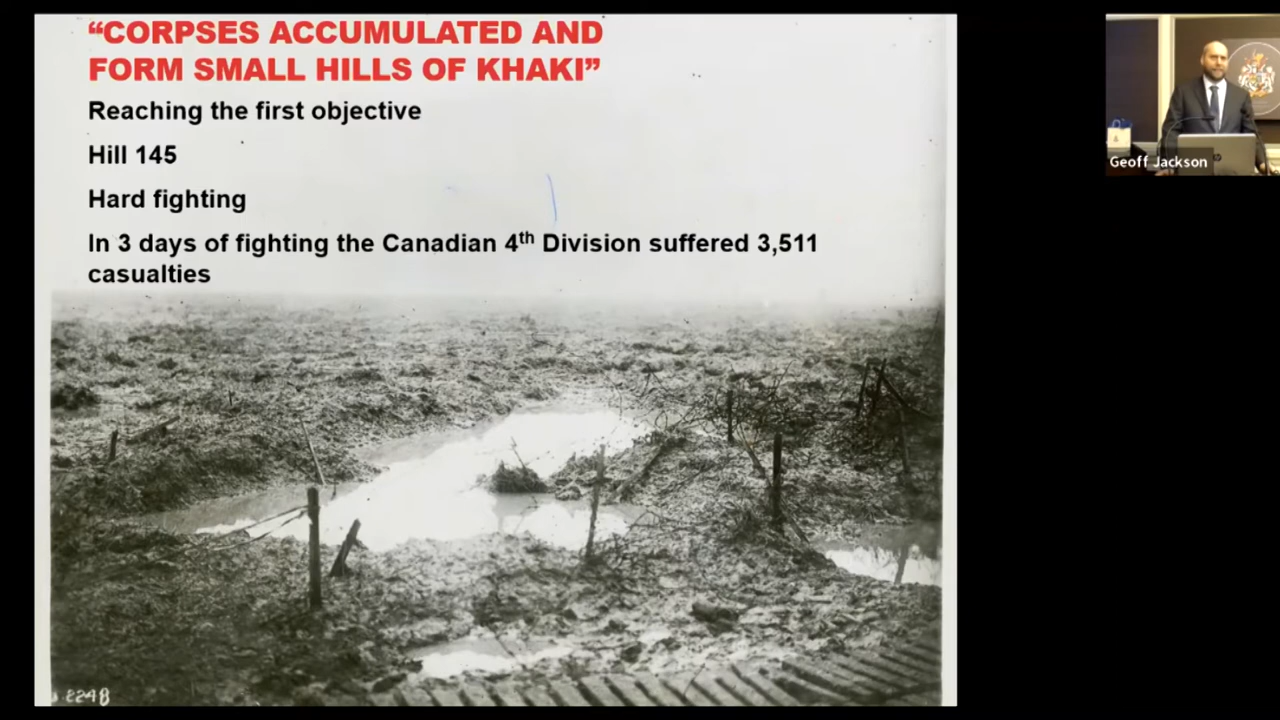 “CORPSES ACCUMULATED AND
FORM SMALL HILLS OF KHAKI”
Reaching the first objective
Hill 145
Hard fighting
In 3 days of fighting the Canadian 4th Division suffered 3,511
casualties
Geoff Jackson
2248